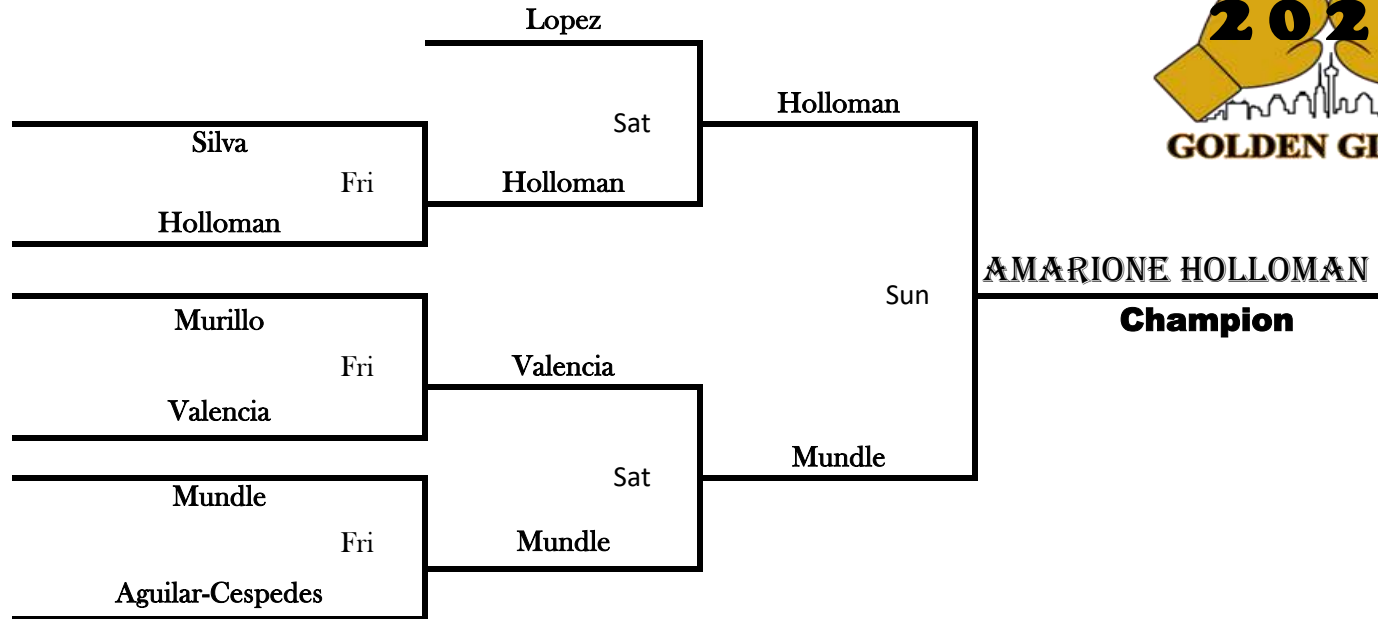 Lopez
202
Holloman
Sat
Silva
GOLDEN
Fri
Holloman
Holloman
AMARIONE HOLLOMAN
Sun
Murillo
Champion
Fri
Valencia
Valencia
Mundle
Sat
Mundle
Fri
Mundle
Aguilar-Cespedes